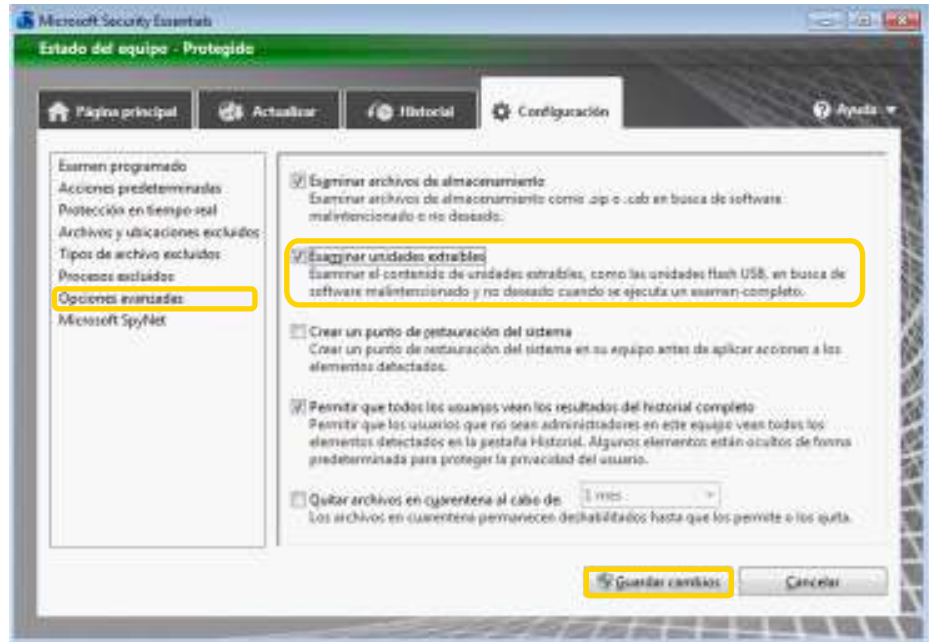 Microsoft Security Essentials
Estado del equipo - Protegido
Página principal
Actualizar
Historial
Configuración
Ayuda
Examen programado
Acciones predeterminadas
Protección en tiempo real
Archivos y ubicaciones excluidos
Tipos de archivo excluidos
Procesos excluidos
Opciones avanzadas
Microsoft SpyNet
Examinar archivos de almacenamiento
Examinar archivos de almacenamiento como .zip o .cab en busca de software
malintencionado o no deseado.
Examinar unidades extraíbles
Examinar el contenido de unidades extraíbles, como las unidades flash USB, en busca de
software malintencionado y no deseado cuando se ejecuta un examen completo.
Crear un punto de restauración del sistema
Crear un punto de restauración del sistema en su equipo antes de aplicar acciones a los
elementos detectados.
Permitir que todos los usuarios vean los resultados del historial completo
Permitir que los usuarios que no sean administradores en este equipo vean todos los
elementos detectados en la pestaña Historial. Algunos elementos están ocultos de forma
predeterminada para proteger la privacidad del usuario.
Quitar archivos en cuarentena al cabo de: 1 mes
Los archivos en cuarentena permanecen deshabilitados hasta que los permite o los quita.
Guardar cambios
Cancelar